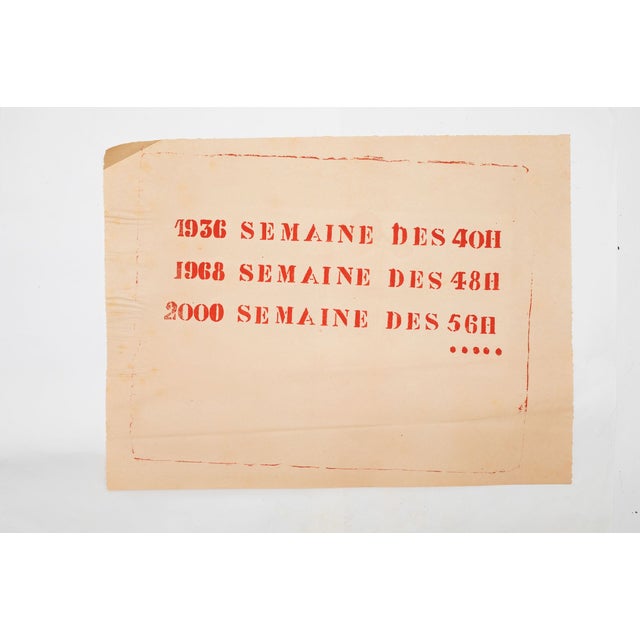 1936 SEMAINE DES 40H
1968 SEMAINE DES 48H
2000 SEMAINE DES 56H
.....